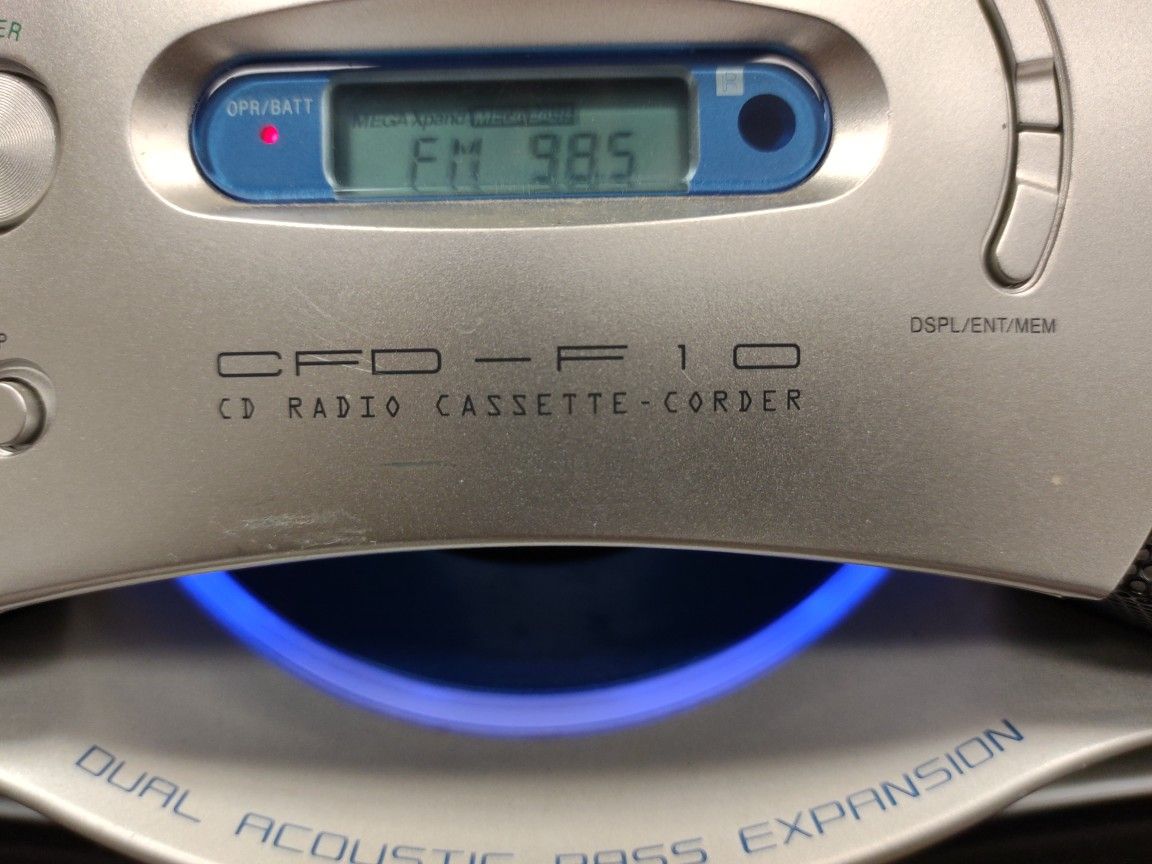 ER
OPR/BATT
R
MEGA Xpand MEGA BASS
FM 98.5
P
DSPL/ENT/MEM
CFD-F10
CD RADIO CASSETTE-CORDER
DUAL ACOUSTIC BASS EXPANSION